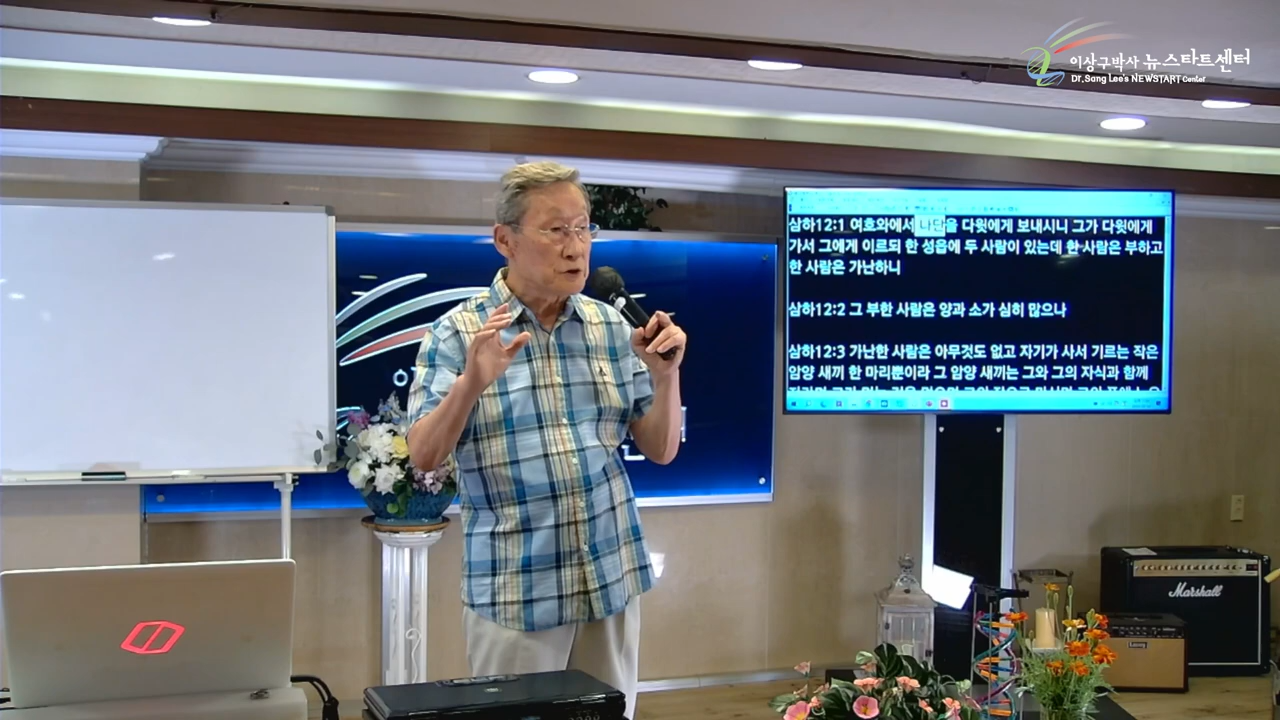 이상구박사 뉴스타트센터
Dr.Sang Lee's NEWSTART Center
삼하12:1 여호와께서 나단을 다윗에게 보내시니 그가 다윗에게
가서 그에게 이르되 한 성읍에 두 사람이 있는데 한 사람은 부하고
한 사람은 가난하니
삼하12:2 그 부한 사람은 양과 소가 심히 많으나
삼하12:3 가난한 사람은 아무것도 없고 자기가 사서 기르는 작은
암양 새끼 한 마리뿐이라 그 암양 새끼는 그와 그의 자식과 함께
Marshall
Laney